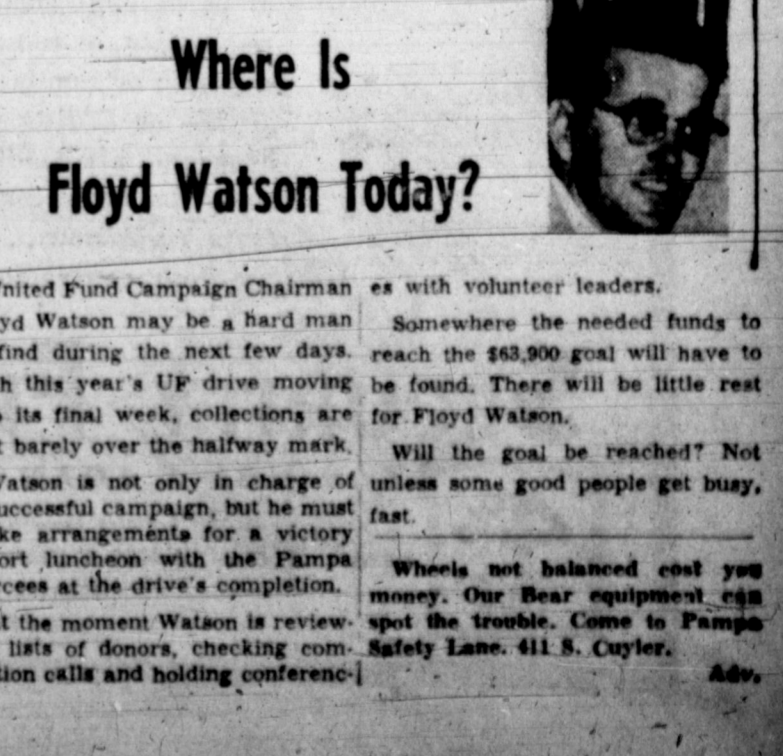 Where Is
Floyd Watson Today?
nited Fund Campaign Chairman
yd Watson may be a hard man
find during the next few days.
h this year's UF drive moving
its final week, collections are
t barely over the halfway mark.
Watson is not only in charge of
uccessful campaign, but he must
ke arrangements for a victory
ort luncheon with the Pampa
cees at the drive's completion.
t the moment Watson is review-
lists of donors, checking com-
tion calls and holding conferenc-
es with volunteer leaders.
Somewhere the needed funds to
reach the $63,900 goal will have to
be found. There will be little rest
for Floyd Watson.
Will the goal be reached? Not
unless some good people get busy,
fast.
Wheels not balanced cost you
money. Our Bear equipment can
spot the trouble. Come to Pampa
Safety Lane. 411 S. Cuyler.
Adv.